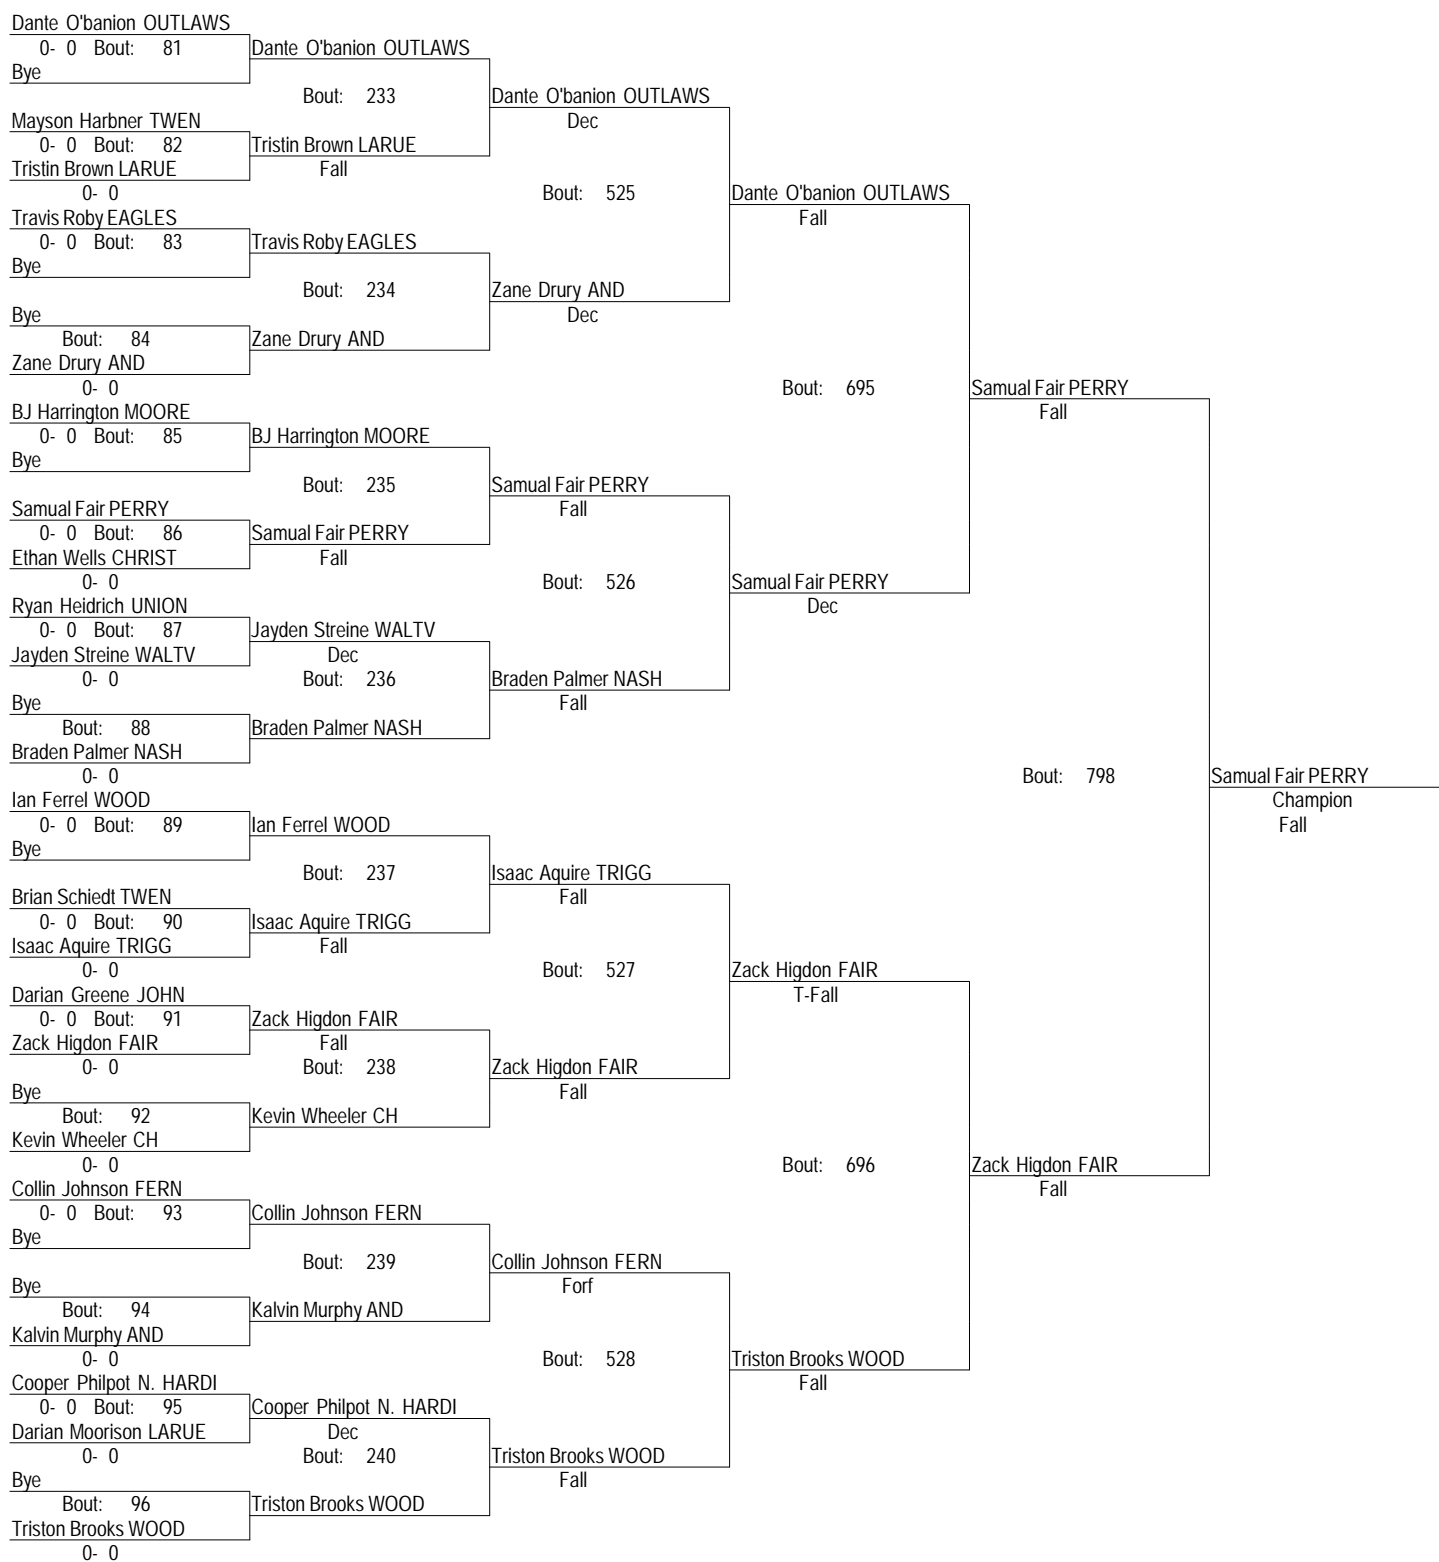 Dante O'banion OUTLAWS
0- 0 Bout: 81 Dante O'banion OUTLAWS
Bye
Bout: 233 Dante O'banion OUTLAWS
Mayson Harbner TWEN Dec
0- 0 Bout: 82 Tristin Brown LARUE
Tristin Brown LARUE Fall
0- 0 Bout: 525 Dante O'banion OUTLAWS
Travis Roby EAGLES Fall
0- 0 Bout: 83 Travis Roby EAGLES
Bye
Bout: 234 Zane Drury AND
Bye Dec
Bout: 84 Zane Drury AND
Zane Drury AND
0- 0 Bout: 695 Samual Fair PERRY
BJ Harrington MOORE Fall
0- 0 Bout: 85 BJ Harrington MOORE
Bye
Bout: 235 Samual Fair PERRY
Samual Fair PERRY Fall
0- 0 Bout: 86 Samual Fair PERRY
Ethan Wells CHRIST Fall
0- 0 Bout: 526 Samual Fair PERRY
Ryan Heidrich UNION Dec
0- 0 Bout: 87 Jayden Streine WALTV
Jayden Streine WALTV Dec
0- 0 Bout: 236 Braden Palmer NASH
Bye Fall
Bout: 88 Braden Palmer NASH
Braden Palmer NASH
0- 0 Bout: 798 Samual Fair PERRY
Ian Ferrel WOOD Champion
0- 0 Bout: 89 Ian Ferrel WOOD Fall
Bye
Bout: 237 Isaac Aquire TRIGG
Brian Schiedt TWEN Fall
0- 0 Bout: 90 Isaac Aquire TRIGG
Isaac Aquire TRIGG Fall
0- 0 Bout: 527 Zack Higdon FAIR
Darian Greene JOHN T-Fall
0- 0 Bout: 91 Zack Higdon FAIR
Zack Higdon FAIR Fall
0- 0 Bout: 238 Zack Higdon FAIR
Bye Fall
Bout: 92 Kevin Wheeler CH
Kevin Wheeler CH
0- 0 Bout: 696 Zack Higdon FAIR
Collin Johnson FERN Fall
0- 0 Bout: 93 Collin Johnson FERN
Bye
Bout: 239 Collin Johnson FERN
Bye Forf
Bout: 94 Kalvin Murphy AND
Kalvin Murphy AND
0- 0 Bout: 528 Triston Brooks WOOD
Cooper Philpot N. HARDI Fall
0- 0 Bout: 95 Cooper Philpot N. HARDI
Darian Moorison LARUE Dec
0- 0 Bout: 240 Triston Brooks WOOD
Bye Fall
Bout: 96 Triston Brooks WOOD
Triston Brooks WOOD
0- 0